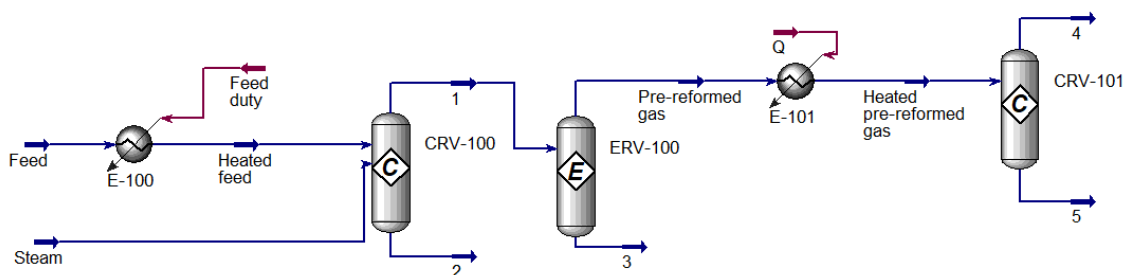 Feed
E-100
Feed
duty
Heated
feed
Steam
1
C
CRV-100
2
E
ERV-100
3
Pre-reformed
gas
Q
E-101
Heated
pre-reformed
gas
4
C
CRV-101
5